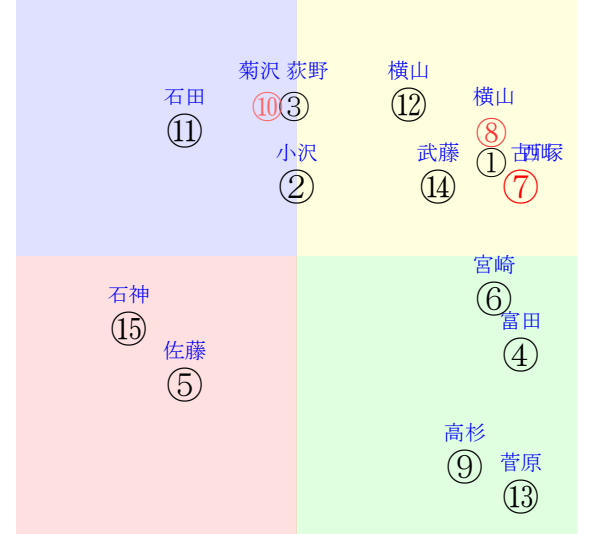 菊沢 荻野 横山
石田 横山
⑩ ③ ⑫
⑪ ⑧
小沢 武藤
①
② ⑭ ⑦
宮崎
石神 ⑥
富田
⑮
佐藤 ④
⑤
高杉
菅原
⑨
⑬